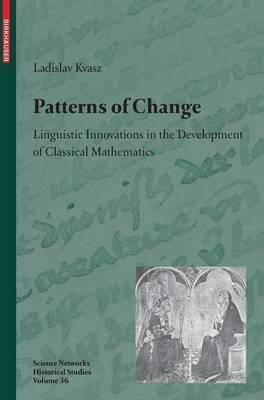 BIRKHAUSER
Ladislav Kvasz
Patterns of Change
Linguistic Innovations in the Development
of Classical Mathematics
Science Networks
Historical Studies
Volume 36